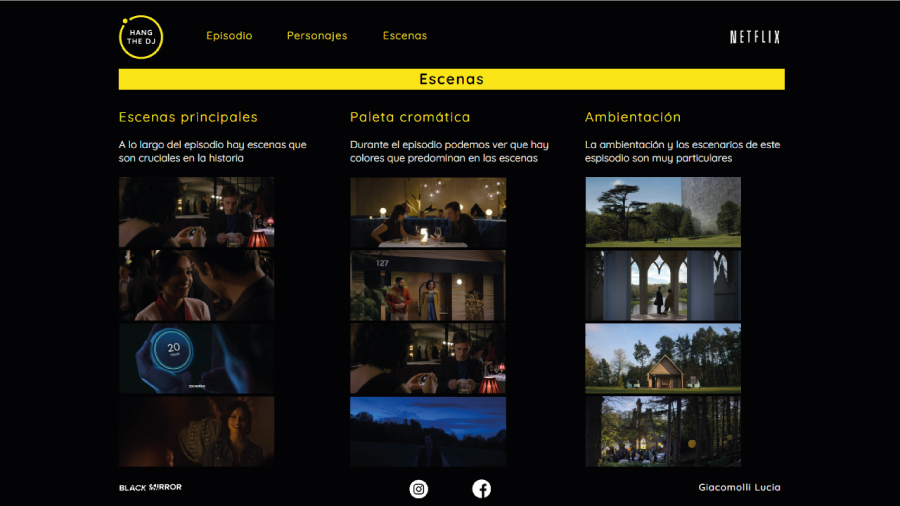 HANG
THE DJ
Episodio
Personajes
Escenas
NETFLIX
Escenas
Escenas principales
A lo largo del episodio hay escenas que
son cruciales en la historia
Paleta cromática
Durante el episodio podemos ver que hay
colores que predominan en las escenas
Ambientación
La ambientación y los escenarios de este
espisodio son muy particulares
127
20
BLACK MIRROR
Giacomolli Lucia